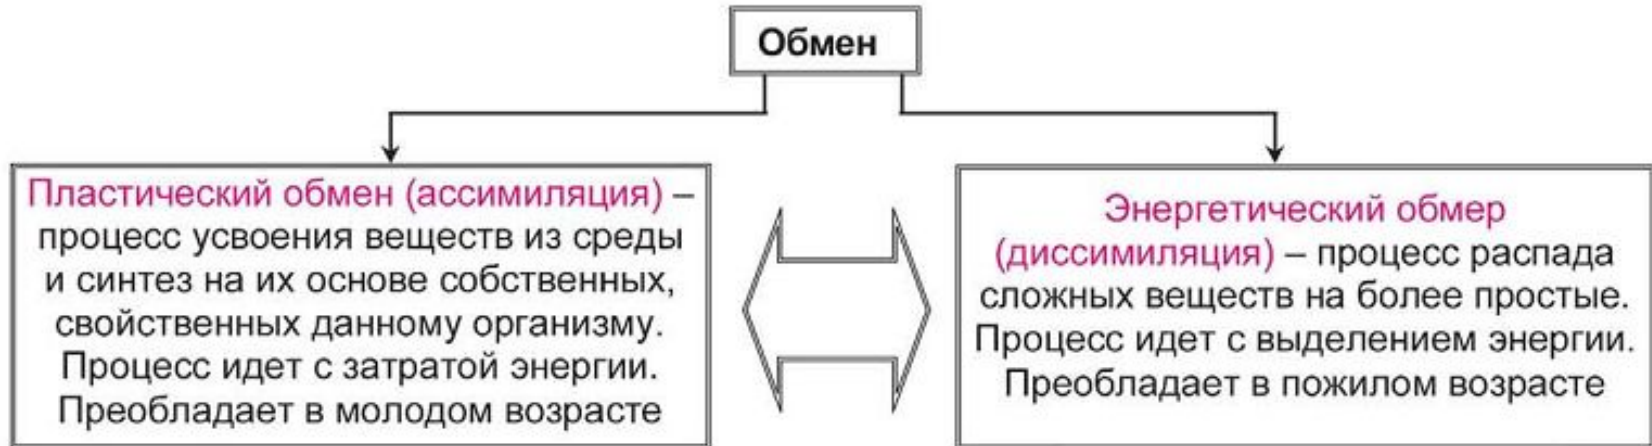 Обмен
Пластический обмен (ассимиляция) –
процесс усвоения веществ из среды
и синтез на их основе собственных,
свойственных данному организму.
Процесс идет с затратой энергии.
Преобладает в молодом возрасте
Энергетический обмер
(диссимиляция) – процесс распада
сложных веществ на более простые.
Процесс идет с выделением энергии.
Преобладает в пожилом возрасте